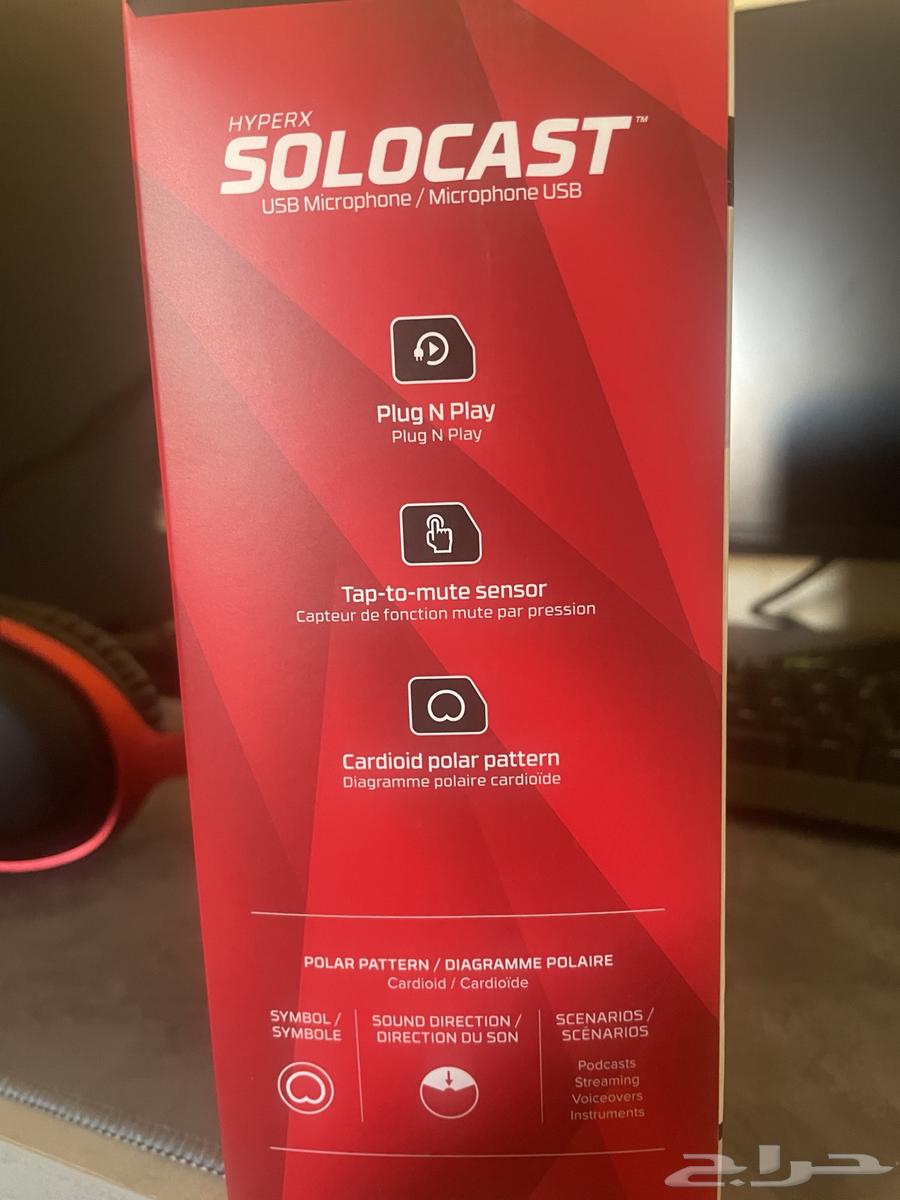 HYPERX
SOLOCAST™
USB Microphone / Microphone USB
Plug N Play
Plug N Play
Tap-to-mute sensor
Capteur de fonction mute par pression
Cardioid polar pattern
Diagramme polaire cardioïde
POLAR PATTERN / DIAGRAMME POLAIRE
Cardioid / Cardioïde
SYMBOL /
SYMBOLE
SOUND DIRECTION /
DIRECTION DU SON
SCENARIOS /
SCÉNARIOS
Podcasts
Streaming
Voiceovers
Instruments
حراج